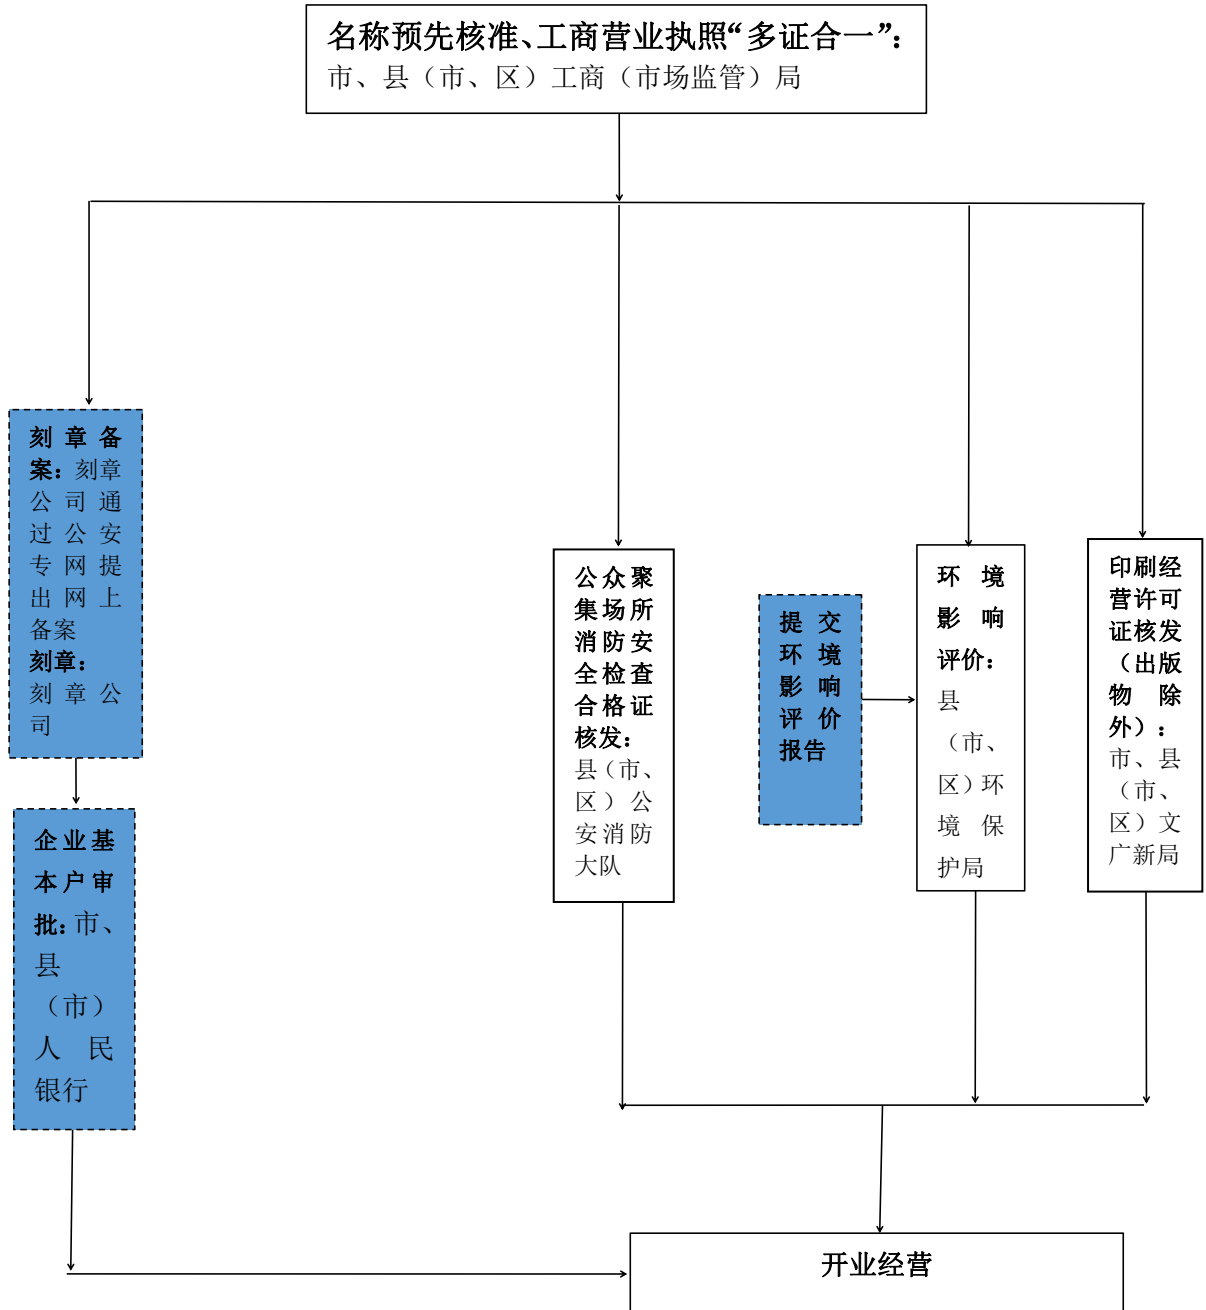 名称预先核准、工商营业执照“多证合一”：
市、县（市、区）工商（市场监管）局
刻章备
案：刻章
公司通
过公安
专网提
出网上
备案
刻章：
刻章公
司
企业基
本户审
批：市、
县
（市）
人民
银行
公众聚
集场所
消防安
全检查
合格证
核发：
县（市、
区）公
安消防
大队
提交
环境
影响
评价
报告
环境
影响
评价：
县
（市、
区）环
境保
护局
印刷经
营许可
证核发
（出版
物除
外）：
市、县
（市、
区）文
广新局
开业经营